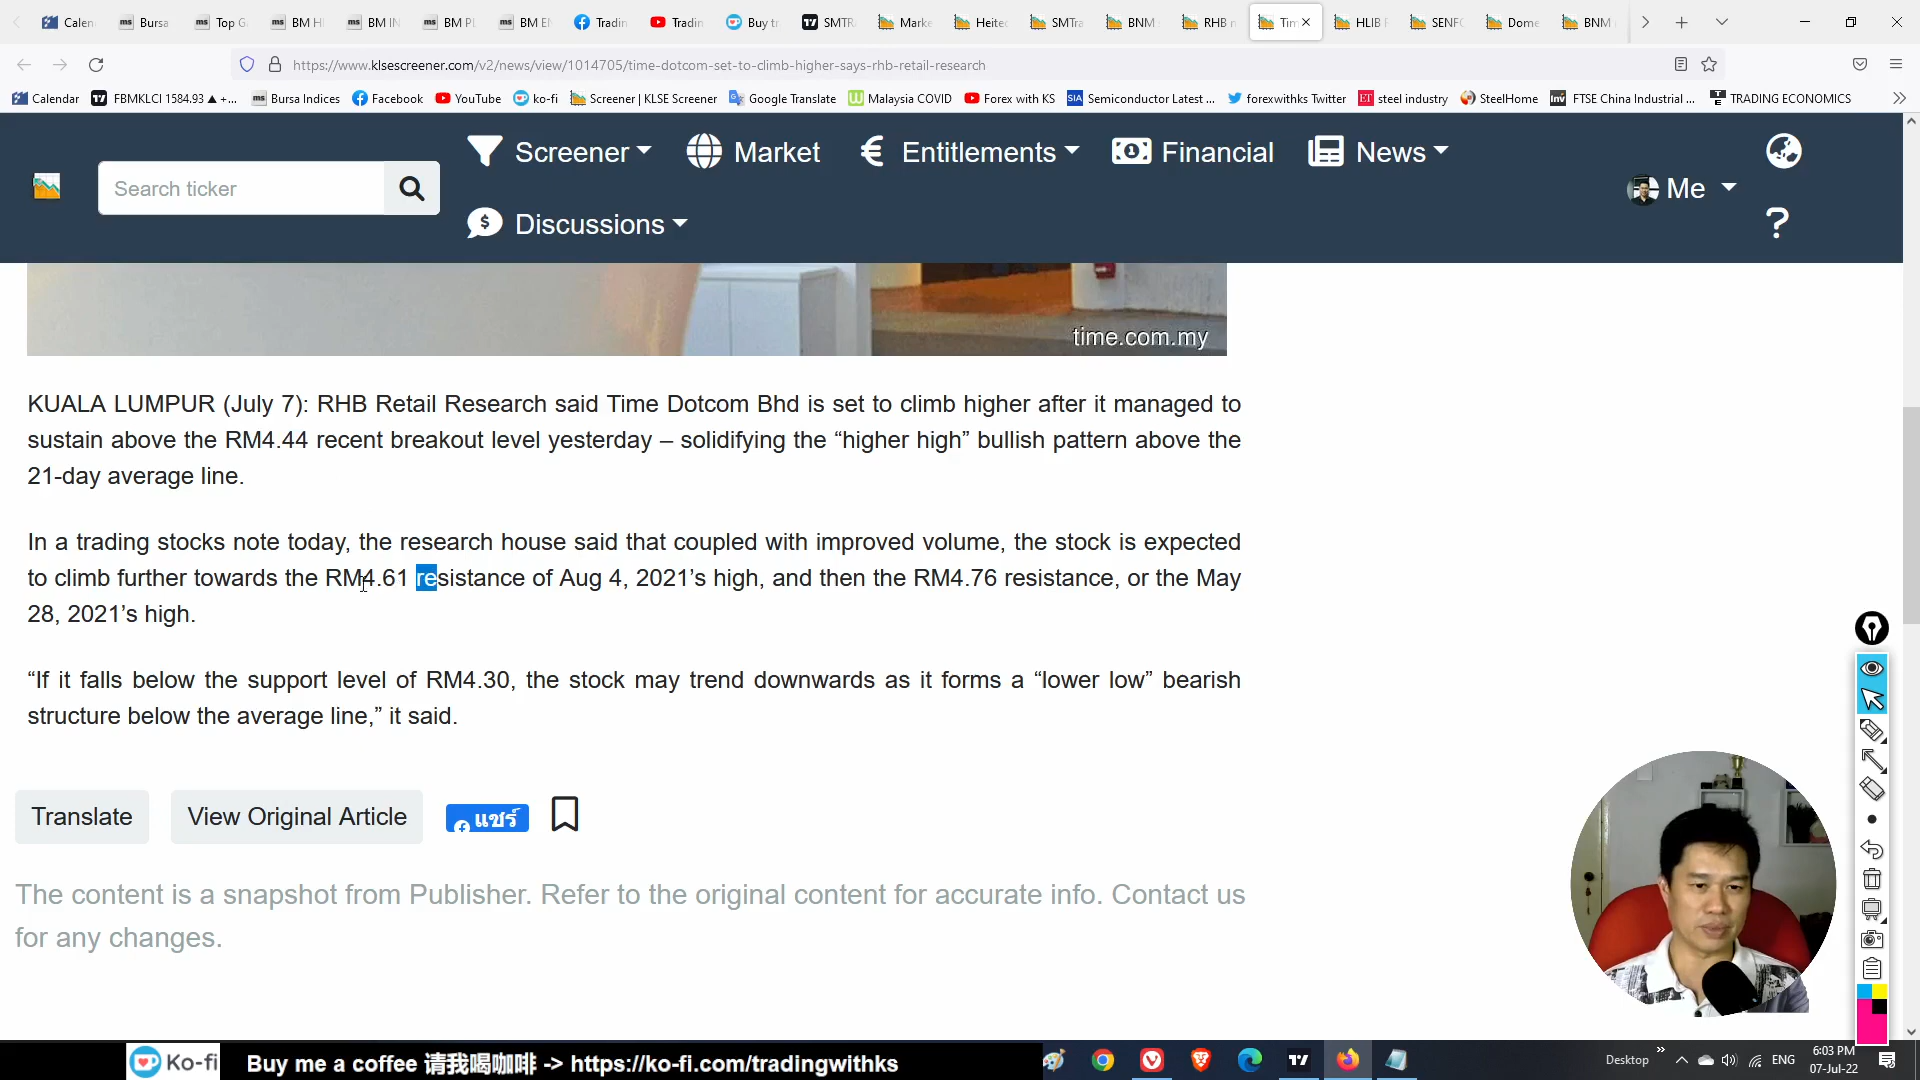 Calen
Bursa
Top G
BM H
BM IN
BM PL
BM EN
Tradin
Tradin
Buy tr
SMTR
Marke
Heitec
SMTra
BNM
RHB r
Tim
HLIB F
SENFO
Dome
BNM
https://www.klsescreener.com/v2/news/view/1014705/time-dotcom-set-to-climb-higher-says-rhb-retail-research
Calendar
FBMKLCI 1584.93 ▲ +...
Bursa Indices
Facebook
YouTube
ko-fi
Screener | KLSE Screener
Google Translate
Malaysia COVID
Forex with KS
Semiconductor Latest ...
forexwithks Twitter
steel industry
SteelHome
FTSE China Industrial ...
TRADING ECONOMICS
Screener
Market
Entitlements
Financial
News
Search ticker
Me
Discussions
time.com.my
KUALA LUMPUR (July 7): RHB Retail Research said Time Dotcom Bhd is set to climb higher after it managed to
sustain above the RM4.44 recent breakout level yesterday – solidifying the “higher high” bullish pattern above the
21-day average line.
In a trading stocks note today, the research house said that coupled with improved volume, the stock is expected
to climb further towards the RM4.61 resistance of Aug 4, 2021’s high, and then the RM4.76 resistance, or the May
28, 2021’s high.
“If it falls below the support level of RM4.30, the stock may trend downwards as it forms a “lower low” bearish
structure below the average line,” it said.
Translate
View Original Article
แชร์
The content is a snapshot from Publisher. Refer to the original content for accurate info. Contact us
for any changes.
Ko-fi
Buy me a coffee 请我喝咖啡 -> https://ko-fi.com/tradingwithks
Desktop
ENG
6:03 PM
07-Jul-22